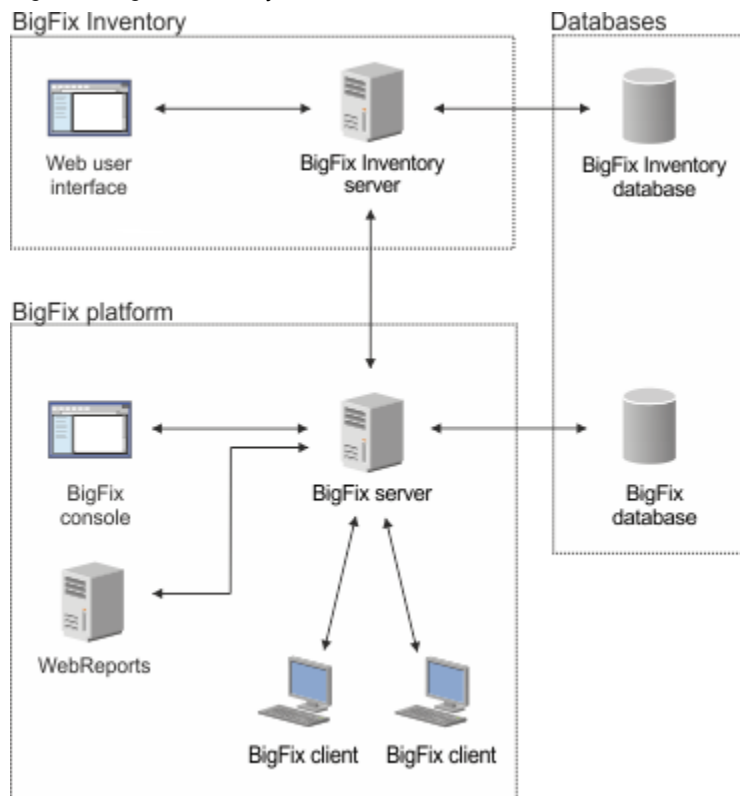 BigFix Inventory
Databases
Web user
interface
BigFix Inventory
server
BigFix Inventory
database
BigFix platform
BigFix
console
BigFix server
BigFix
database
WebReports
BigFix client
BigFix client